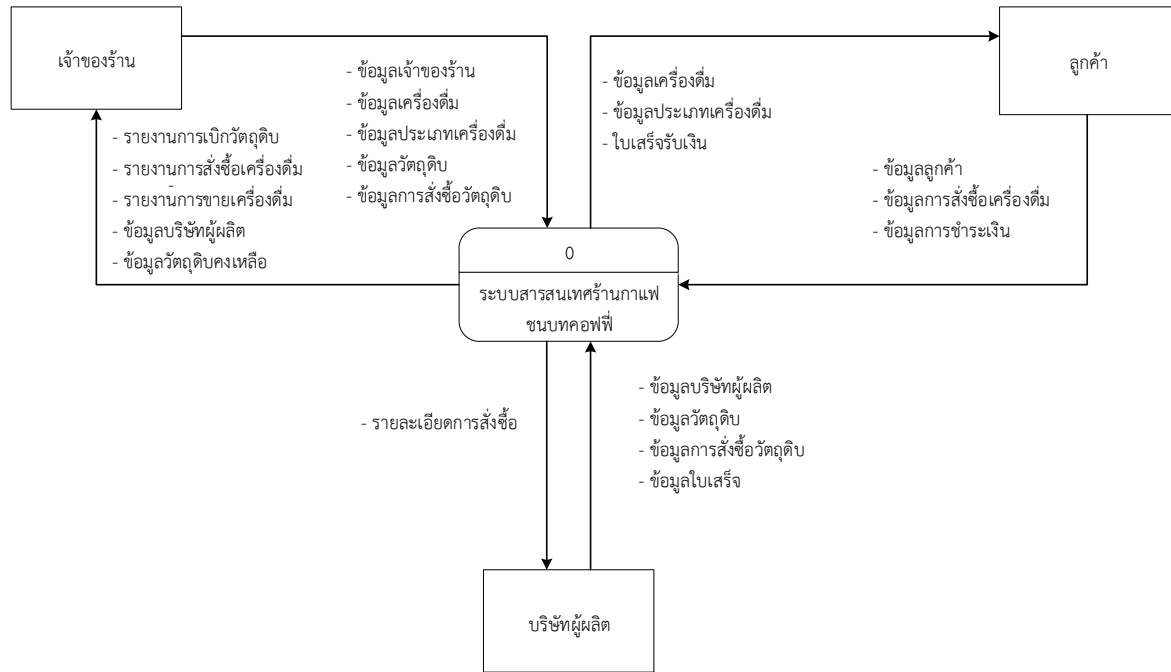 เจ้าของร้าน
ลูกค้า
- ข้อมูลเจ้าของร้าน
- ข้อมูลเครื่องดื่ม
- ข้อมูลประเภทเครื่องดื่ม
- ข้อมูลวัตถุดิบ
- ข้อมูลการสั่งซื้อวัตถุดิบ
- ข้อมูลเครื่องดื่ม
- ข้อมูลประเภทเครื่องดื่ม
- ใบเสร็จรับเงิน
- รายงานการเบิกวัตถุดิบ
- รายงานการสั่งซื้อเครื่องดื่ม
- รายงานการขายเครื่องดื่ม
- ข้อมูลบริษัทผู้ผลิต
- ข้อมูลวัตถุดิบคงเหลือ
- ข้อมูลลูกค้า
- ข้อมูลการสั่งซื้อเครื่องดื่ม
- ข้อมูลการชำระเงิน
0
ระบบสารสนเทศร้านกาแฟ
ชนบทคอฟฟี่
- รายละเอียดการสั่งซื้อ
- ข้อมูลบริษัทผู้ผลิต
- ข้อมูลวัตถุดิบ
- ข้อมูลการสั่งซื้อวัตถุดิบ
- ข้อมูลใบเสร็จ
บริษัทผู้ผลิต